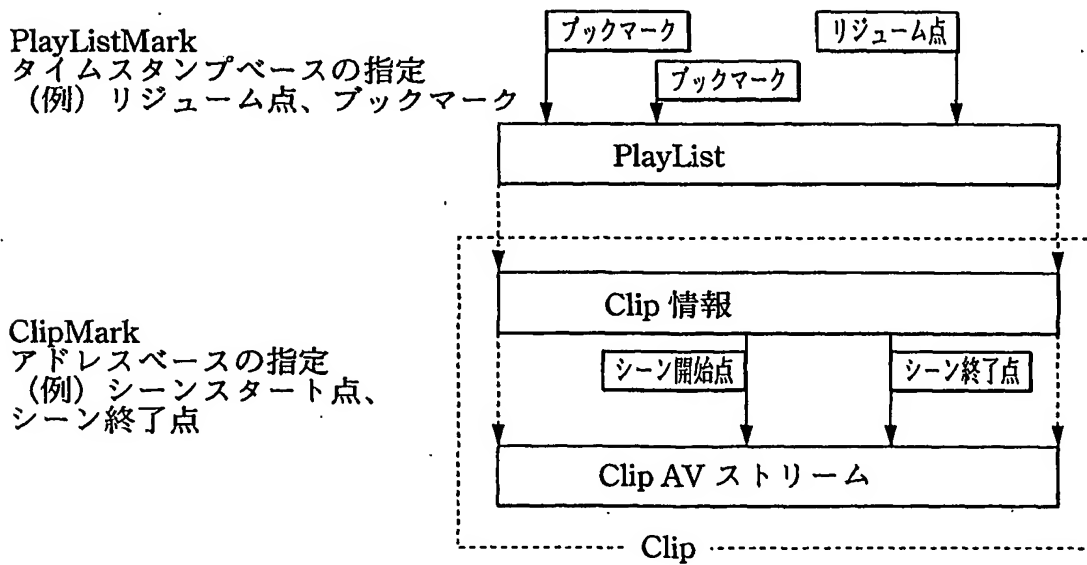 PlayListMark
タイムスタンプベースの指定
(例)リジューム点、ブックマーク
ブックマーク
リジューム点
ブックマーク
PlayList
Clip 情報
ClipMark
アドレスベースの指定
(例)シーンスタート点、
シーン終了点
シーン開始点
シーン終了点
Clip AV ストリーム
Clip